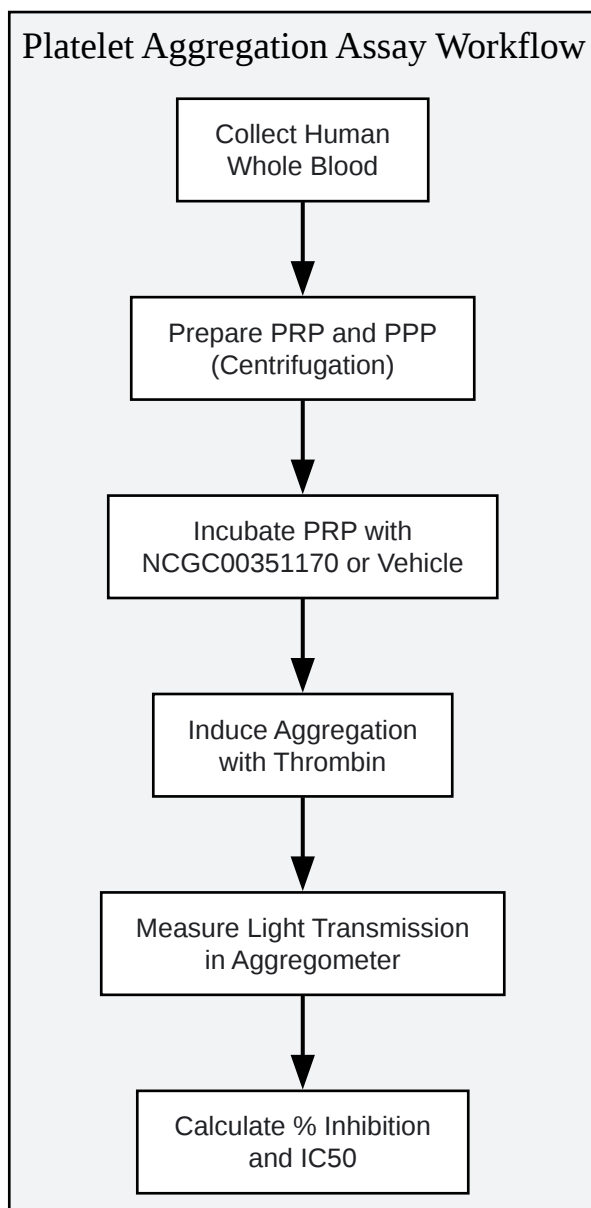 Platelet Aggregation Assay Workflow
Collect Human
Whole Blood
Prepare PRP and PPP
(Centrifugation)
Incubate PRP with
NCGC00351170 or Vehicle
Induce Aggregation
with Thrombin
Measure Light Transmission
in Aggregometer
Calculate % Inhibition
and IC50